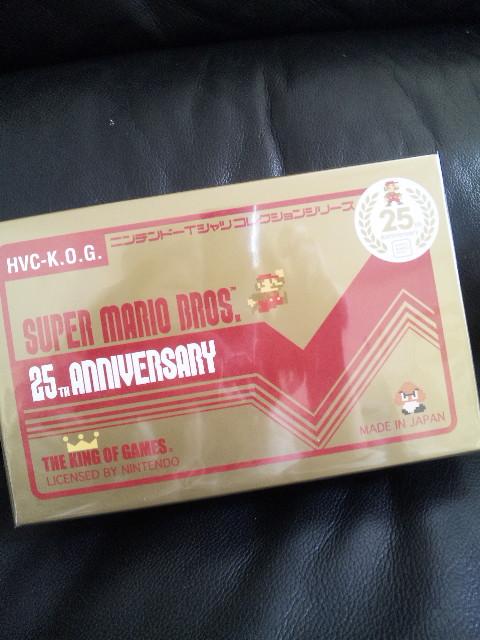 HVC-K.O.G.
ニンテンドーTシャツコレクションシリーズ
25
SUPER MARIO BROS.™
25TH ANNIVERSARY
THE KING OF GAMES®
LICENSED BY NINTENDO
MADE IN JAPAN